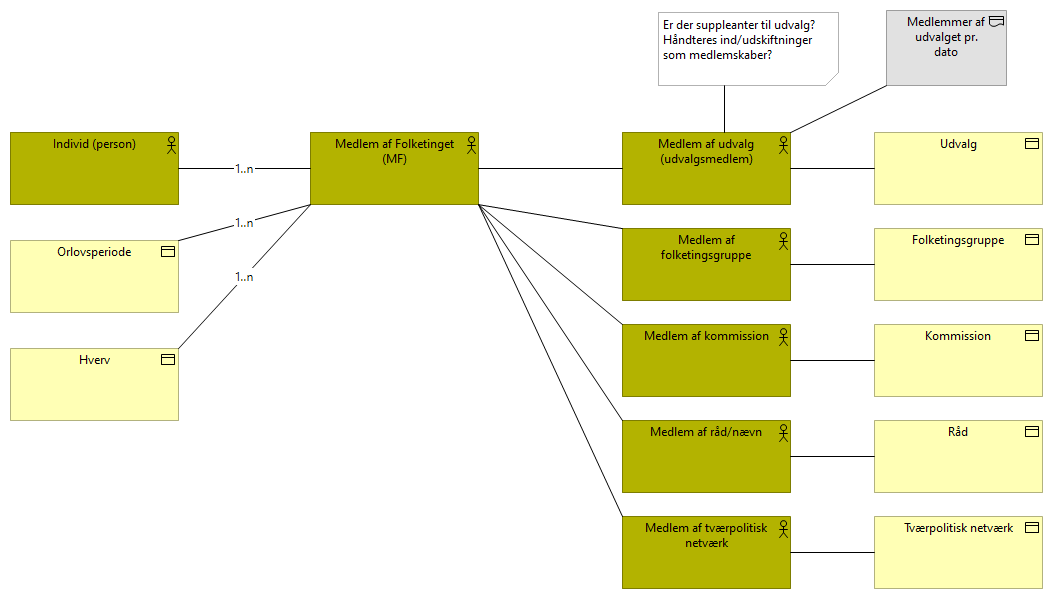 Er der suppleanter til udvalg?
Håndteres ind/udskiftninger
som medlemskaber?
Medlemmer af
udvalget pr.
dato
Individ (person)
1..n
Medlem af Folketinget
(MF)
Medlem af udvalg
(udvalgsmedlem)
Udvalg
Orlovsperiode
1..n
Medlem af
folketingsgruppe
Folketingsgruppe
1..n
Hverv
Medlem af kommission
Kommission
Medlem af råd/nævn
Råd
Medlem af tværpolitisk
netværk
Tværpolitisk netværk